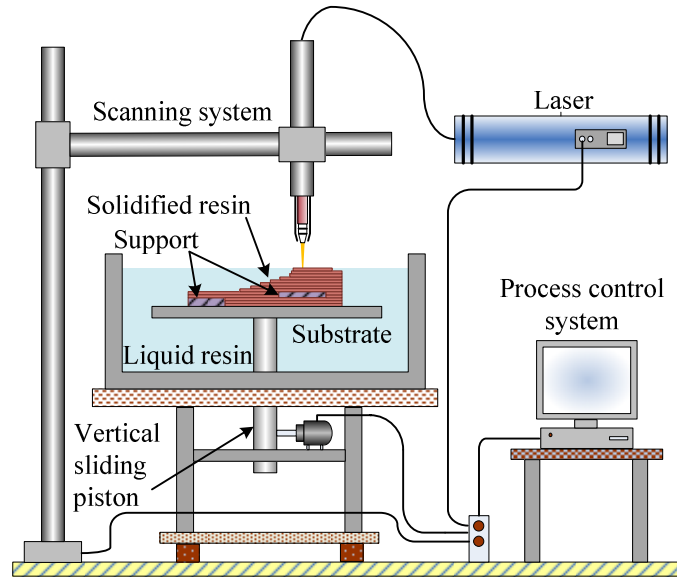 Scanning system
Laser
Solidified resin
Support
Process control
system
Substrate
Liquid resin
Vertical
sliding
piston